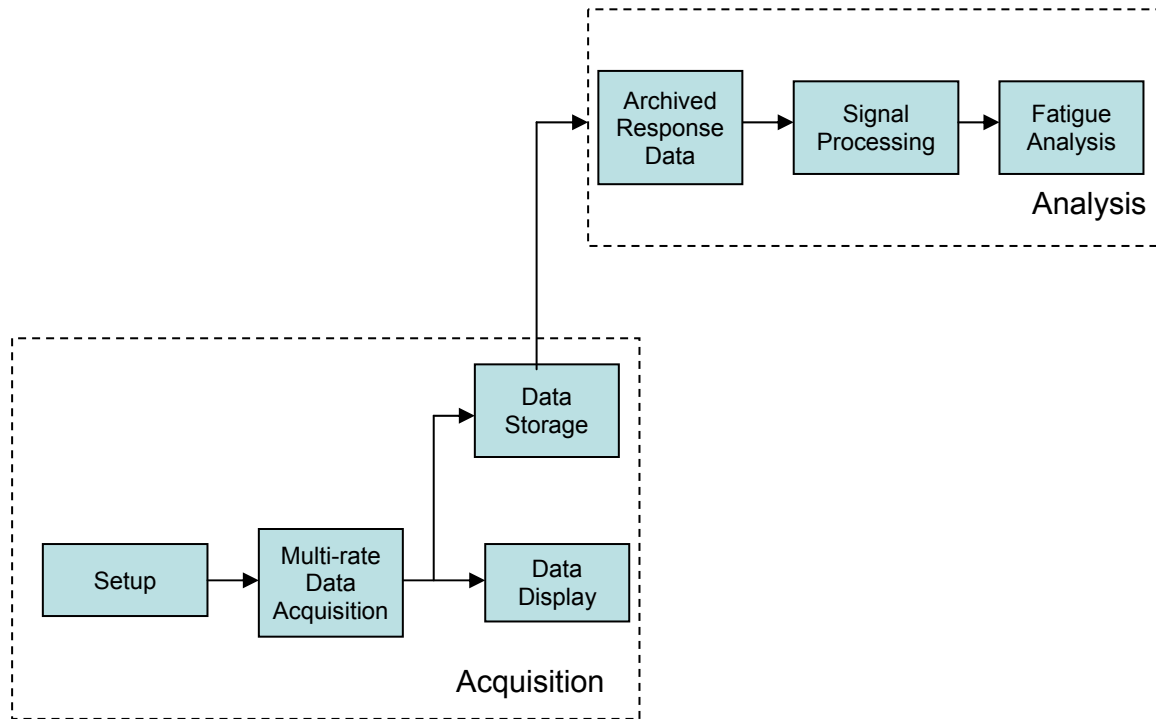 Archived
Response
Data
Signal
Processing
Fatigue
Analysis
Analysis
Data
Storage
Setup
Multi-rate
Data
Acquisition
Data
Display
Acquisition